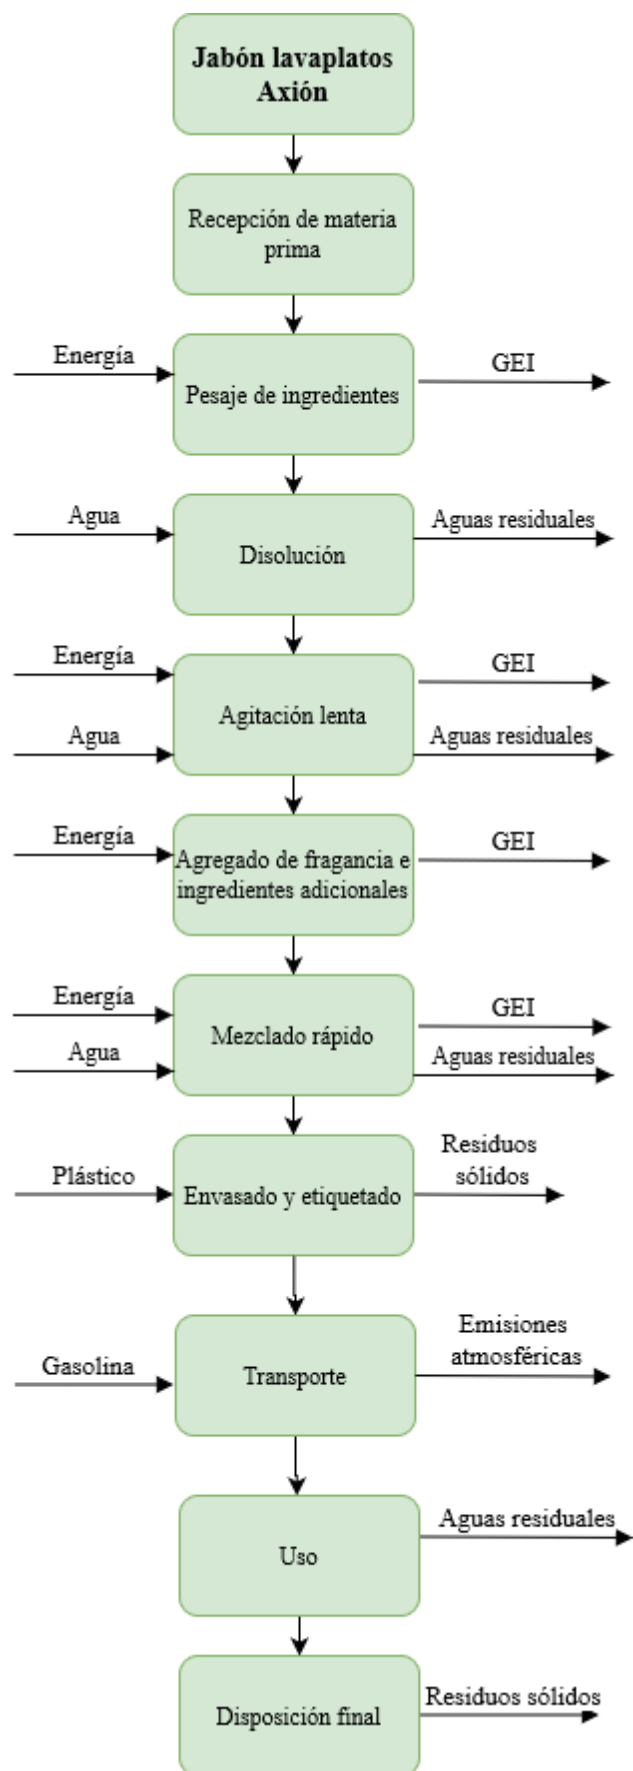 Jabón lavaplatos
Axión
Recepción de materia
prima
Energía
GEI
Pesaje de ingredientes
Agua
Aguas residuales
Disolución
Energía
GEI
Agitación lenta
Agua
Aguas residuales
Energía
GEI
Agregado de fragancia e
ingredientes adicionales
Energía
GEI
Mezclado rápido
Agua
Aguas residuales
Plástico
Residuos
sólidos
Envasado y etiquetado
Gasolina
Emisiones
atmosféricas
Transporte
Aguas residuales
Uso
Residuos sólidos
Disposición final